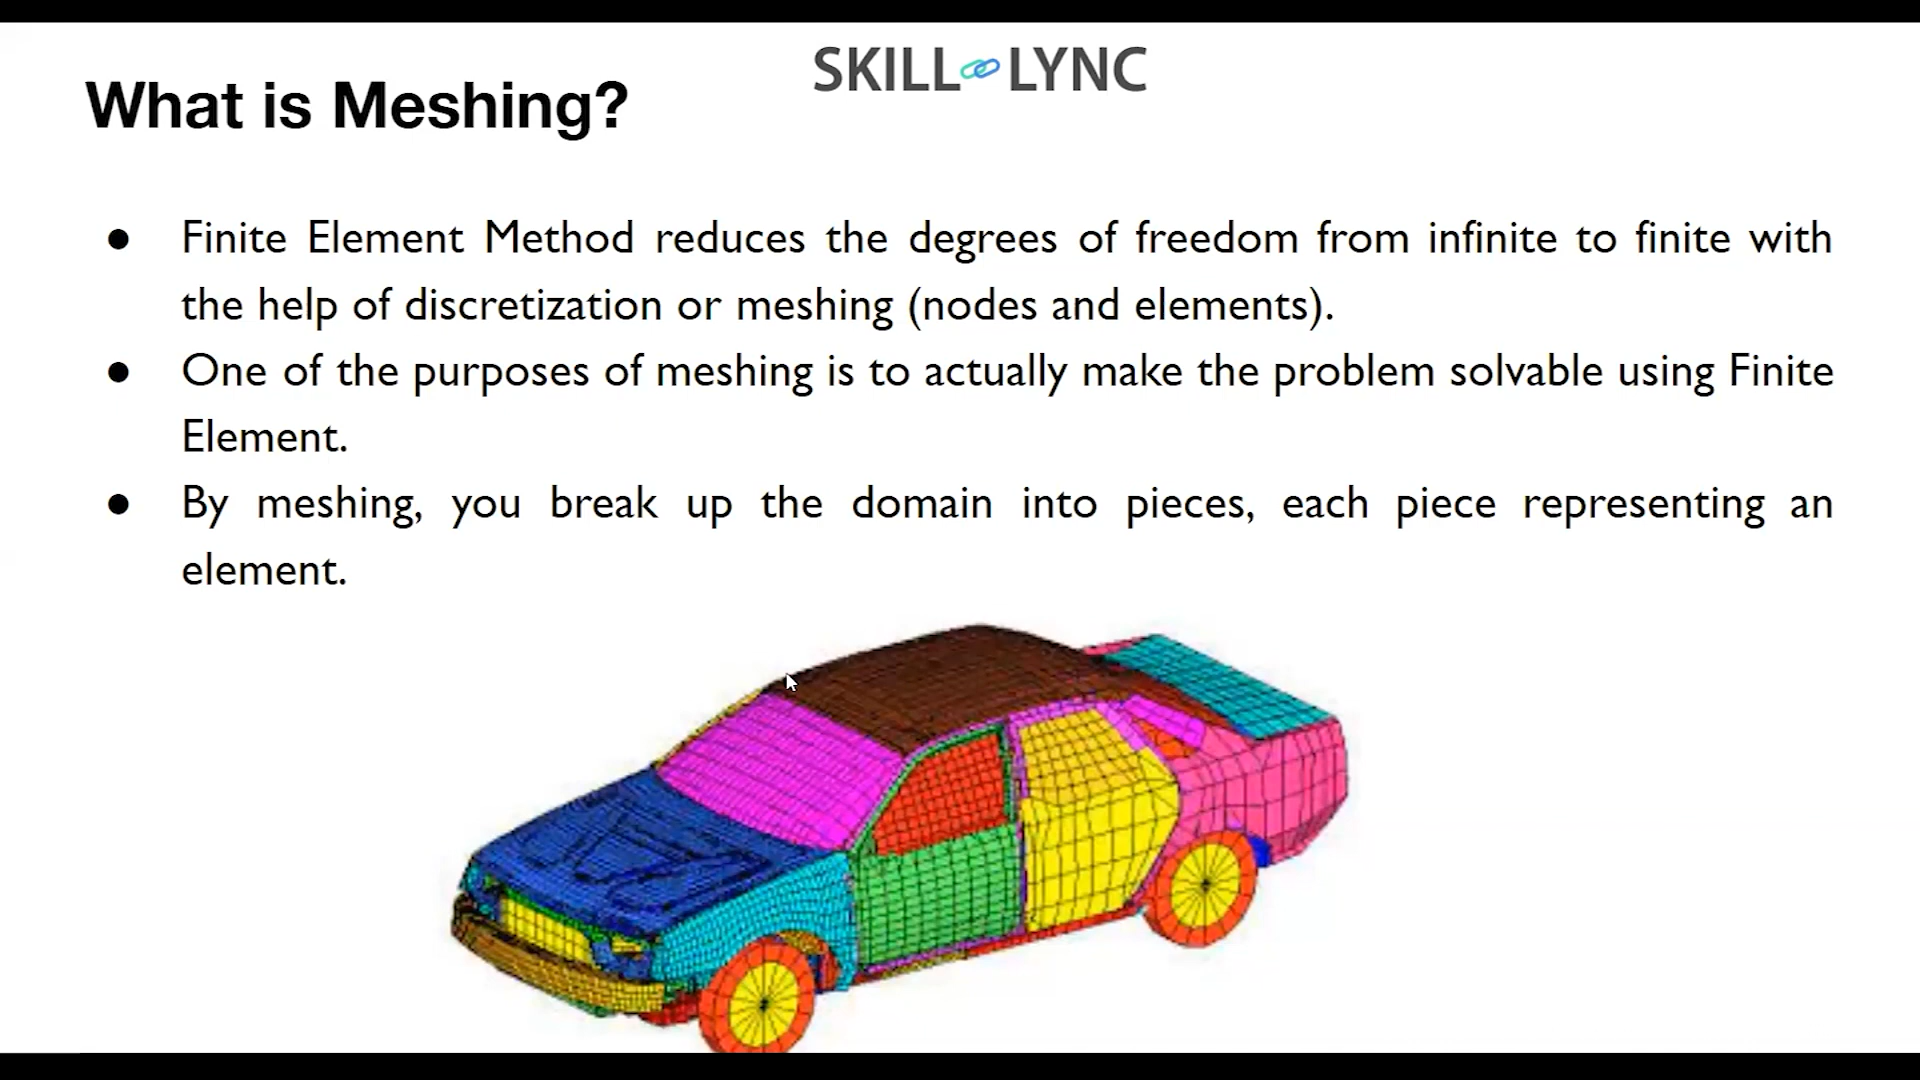 SKILL LYNC
What is Meshing?
● Finite Element Method reduces the degrees of freedom from infinite to finite with
the help of discretization or meshing (nodes and elements).
● One of the purposes of meshing is to actually make the problem solvable using Finite
Element.
● By meshing, you break up the domain into pieces, each piece representing an
element.